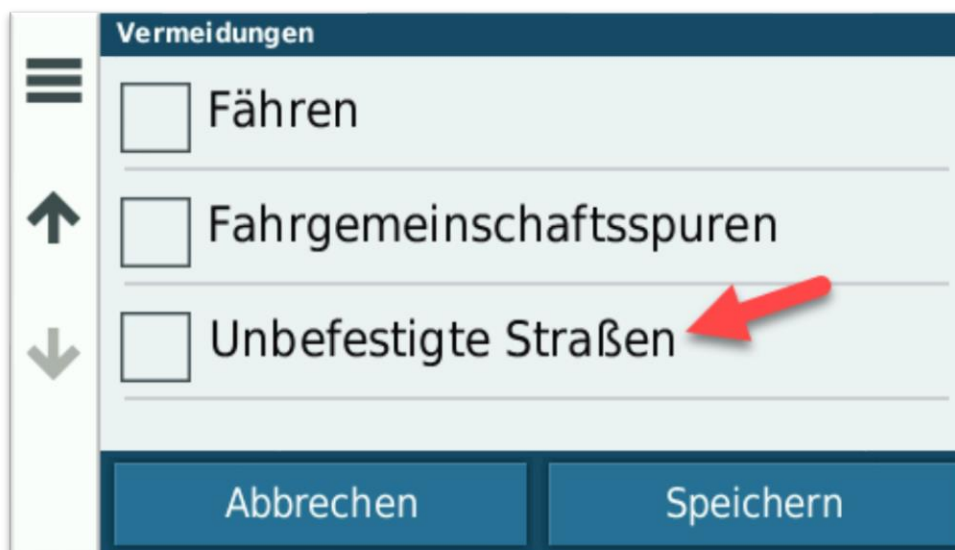 Vermeidungen
Fähren
Fahrgemeinschaftsspuren
Unbefestigte Straßen
Abbrechen
Speichern